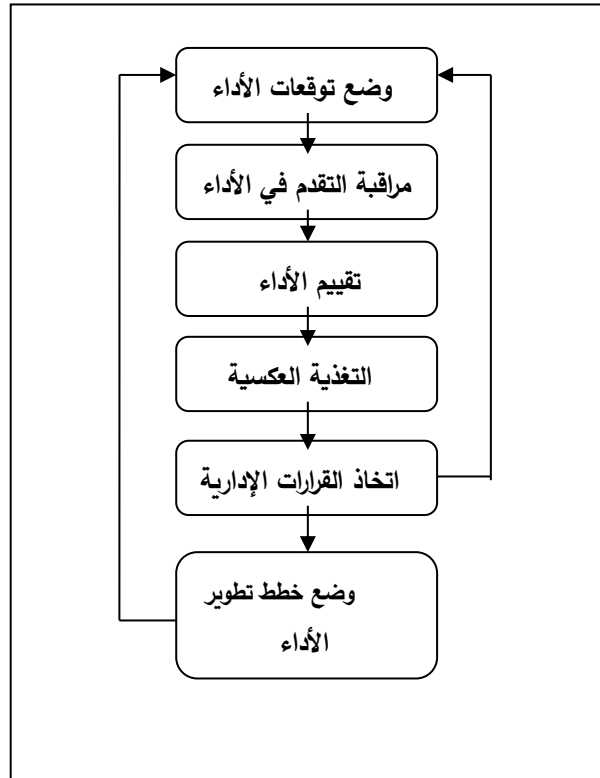 وضع توقعات الأداء
مراقبة التقدم في الأداء
تقييم الأداء
التغذية العكسية
اتخاذ القرارات الإدارية
وضع خطط تطوير
الأداء